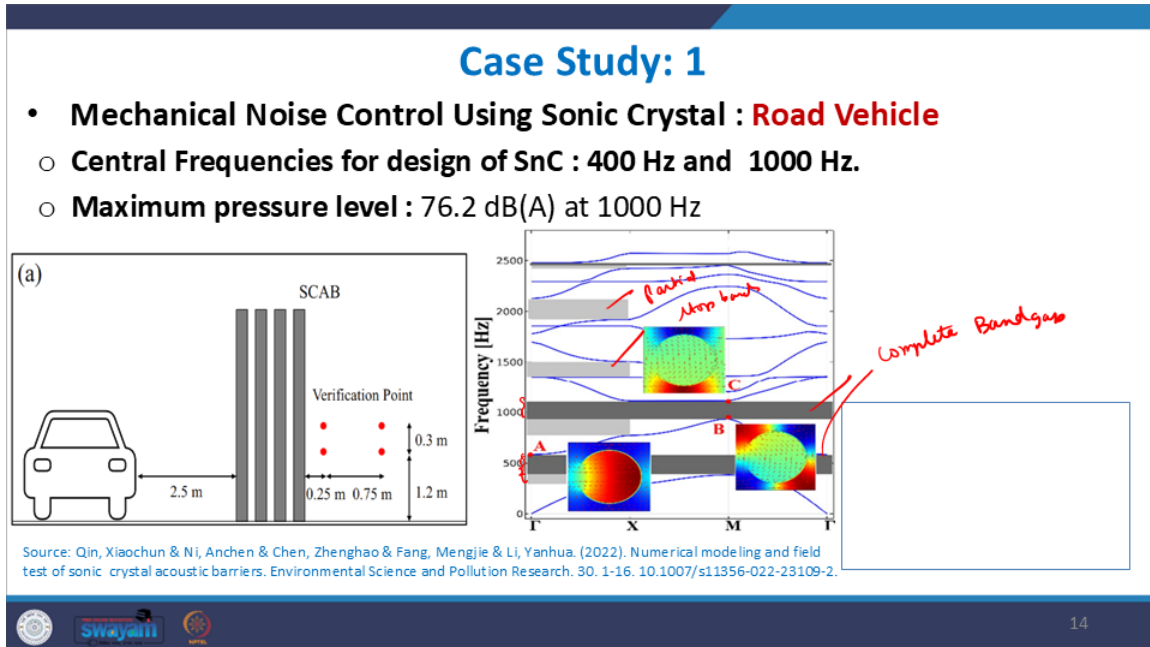 Case Study: 1
• Mechanical Noise Control Using Sonic Crystal : Road Vehicle
o Central Frequencies for design of SnC : 400 Hz and 1000 Hz.
o Maximum pressure level : 76.2 dB(A) at 1000 Hz
(a)
SCAB
Verification Point
0.3 m
2.5 m
0.25 m 0.75 m
1.2 m
Frequency [Hz]
2500
2000
1500
1000
500
0
Γ X M Γ
A
B
C
Partial
Stop band
Complete Bandgap
Source: Qin, Xiaochun & Ni, Anchen & Chen, Zhenghao & Fang, Mengjie & Li, Yanhua. (2022). Numerical modeling and field
test of sonic crystal acoustic barriers. Environmental Science and Pollution Research. 30. 1-16. 10.1007/s11356-022-23109-2.
swayam
NPTEL
14